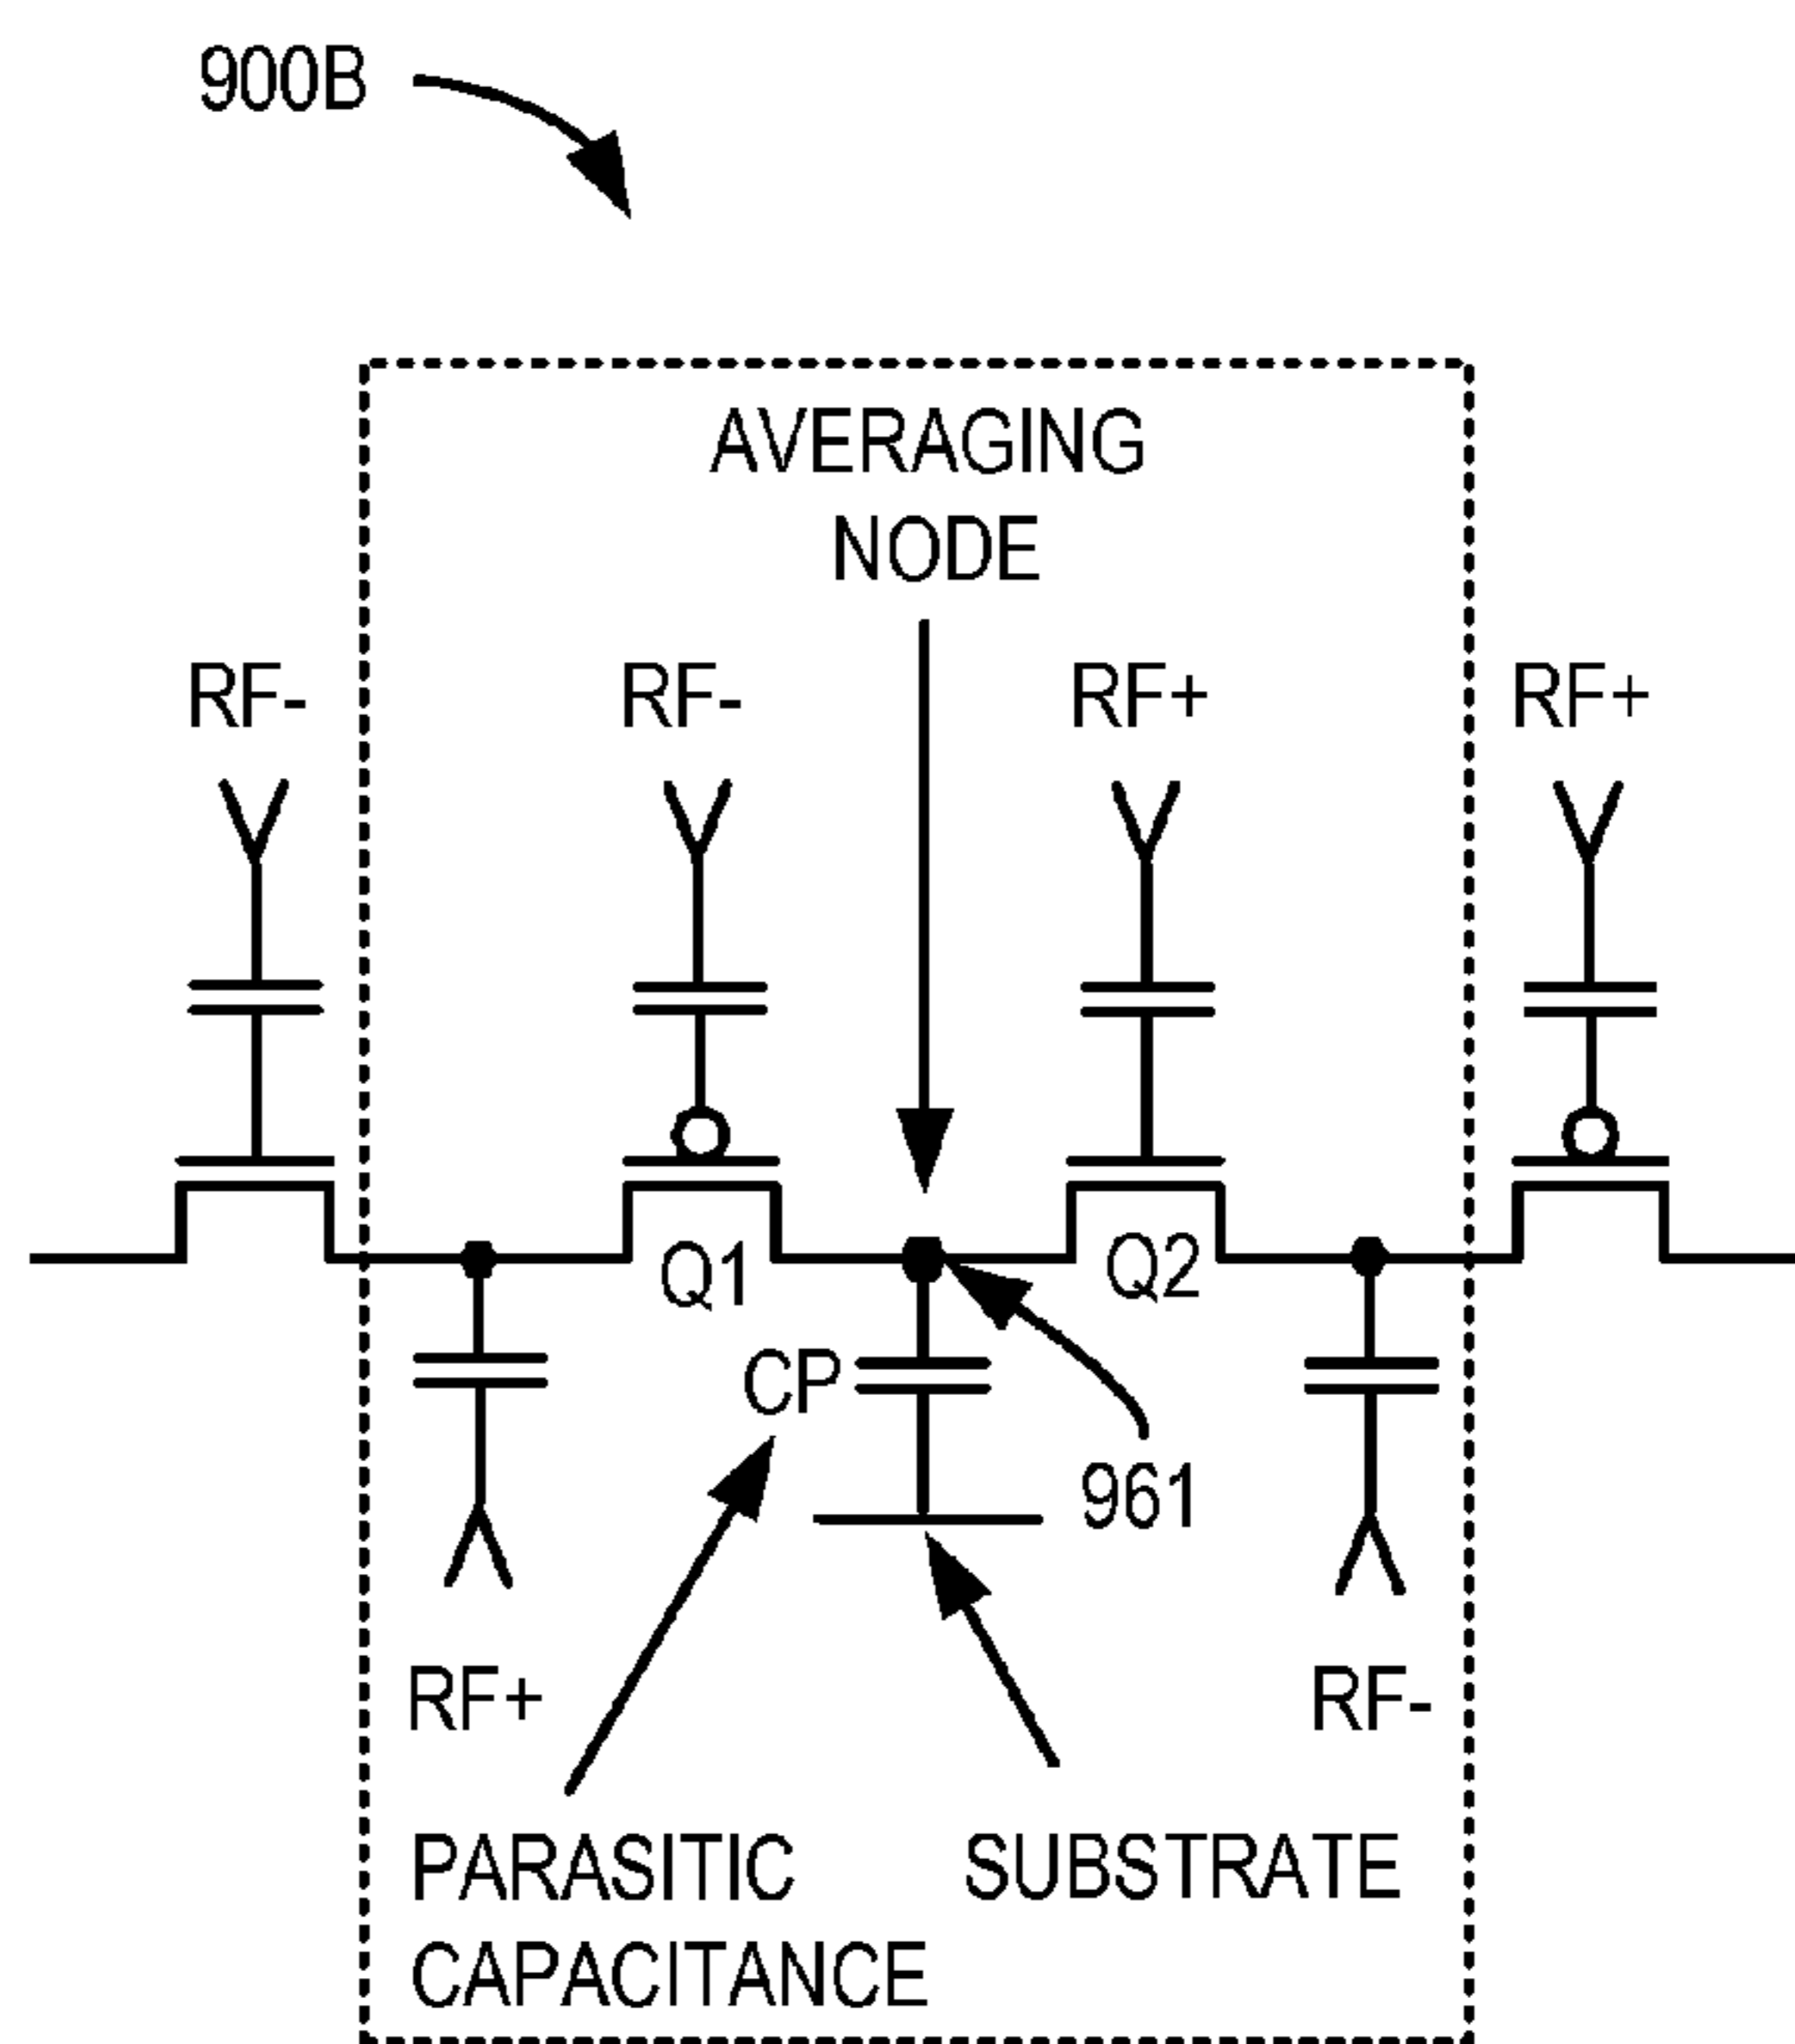 900B
AVERAGING
NODE
RF-
RF-
RF+
RF+
Q1
Q2
CP
961
RF+
RF-
PARASITIC
CAPACITANCE
SUBSTRATE